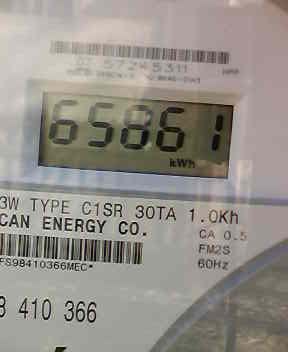 65861
kWh
3W TYPE C1SR 30TA 1.0Kh
CAN ENERGY CO.
CA 0.5
FM2S
FS98410366MEC*
60Hz
8 410 366